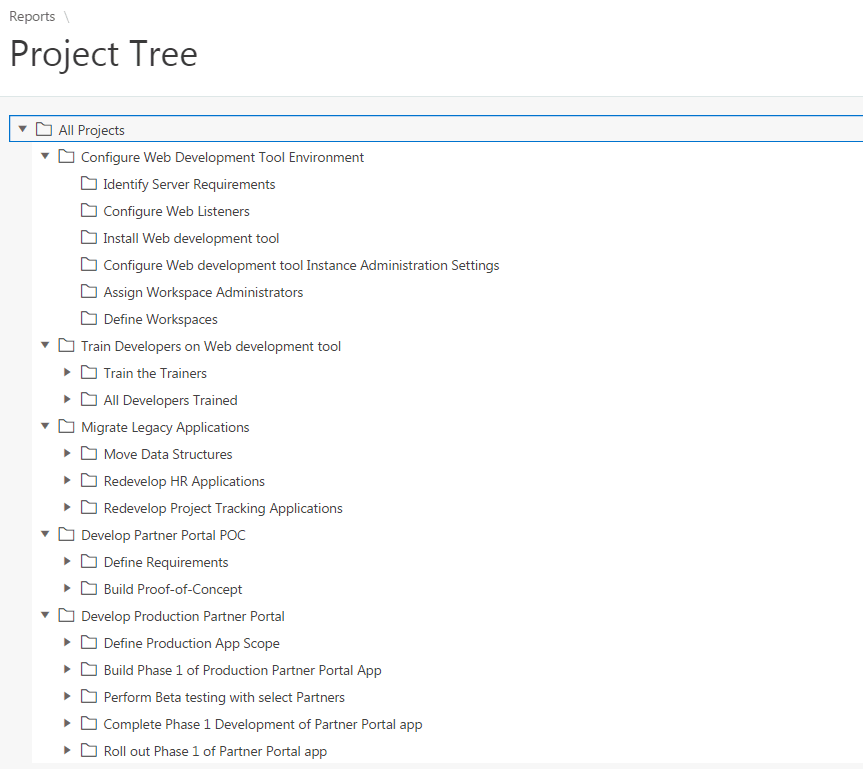 Reports \
Project Tree
All Projects
Configure Web Development Tool Environment
Identify Server Requirements
Configure Web Listeners
Install Web development tool
Configure Web development tool Instance Administration Settings
Assign Workspace Administrators
Define Workspaces
Train Developers on Web development tool
Train the Trainers
All Developers Trained
Migrate Legacy Applications
Move Data Structures
Redevelop HR Applications
Redevelop Project Tracking Applications
Develop Partner Portal POC
Define Requirements
Build Proof-of-Concept
Develop Production Partner Portal
Define Production App Scope
Build Phase 1 of Production Partner Portal App
Perform Beta testing with select Partners
Complete Phase 1 Development of Partner Portal app
Roll out Phase 1 of Partner Portal app